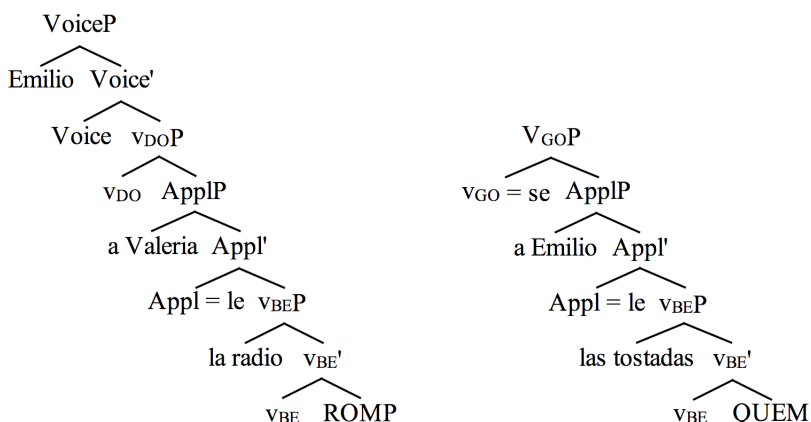 VoiceP
Emilio Voice'
Voice vDOP VGOP
vDO ApplP vGO = se ApplP
a Valeria Appl' a Emilio Appl'
Appl = le vBEP Appl = le vBEP
la radio vBE' las tostadas vBE'
vBE ROMP vBE QUEM